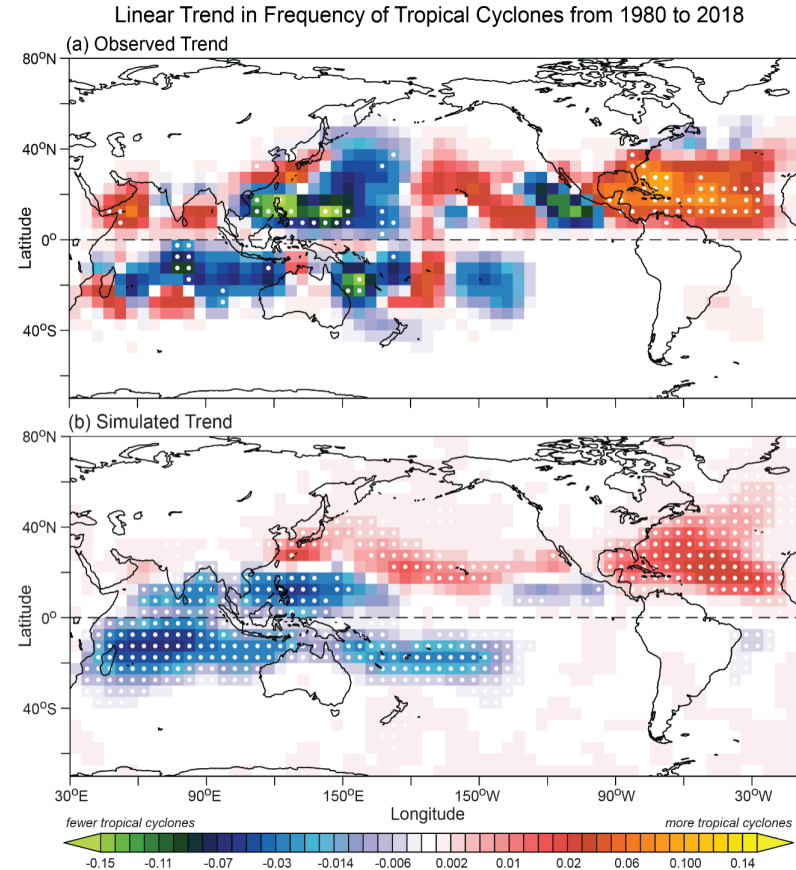 Linear Trend in Frequency of Tropical Cyclones from 1980 to 2018
(a) Observed Trend
80°N
40°N
0°
40°S
Latitude
(b) Simulated Trend
80°N
40°N
0°
40°S
Latitude
30°E 90°E 150°E 150°W 90°W 30°W
Longitude
fewer tropical cyclones more tropical cyclones
-0.15 -0.11 -0.07 -0.03 -0.014 -0.006 0.002 0.01 0.02 0.06 0.100 0.14